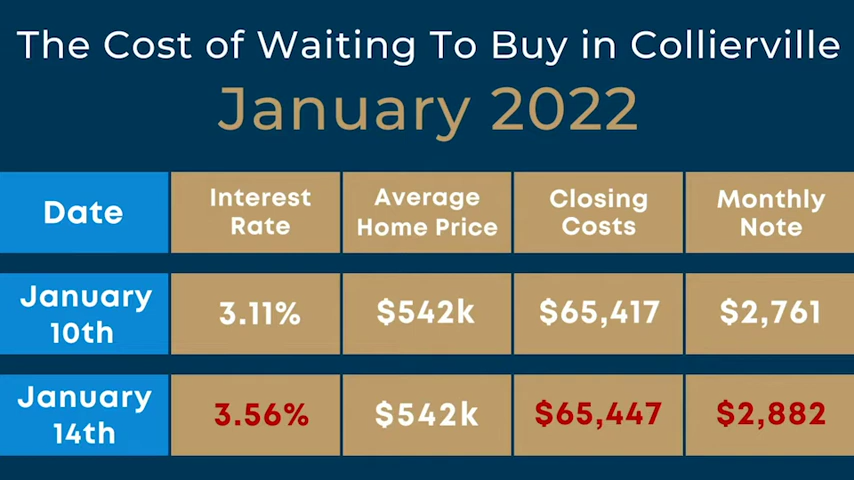 The Cost of Waiting To Buy in Collierville
January 2022
Date
Interest
Rate
Average
Home Price
Closing
Costs
Monthly
Note
January
10th
3.11%
$542k
$65,417
$2,761
January
14th
3.56%
$542k
$65,447
$2,882